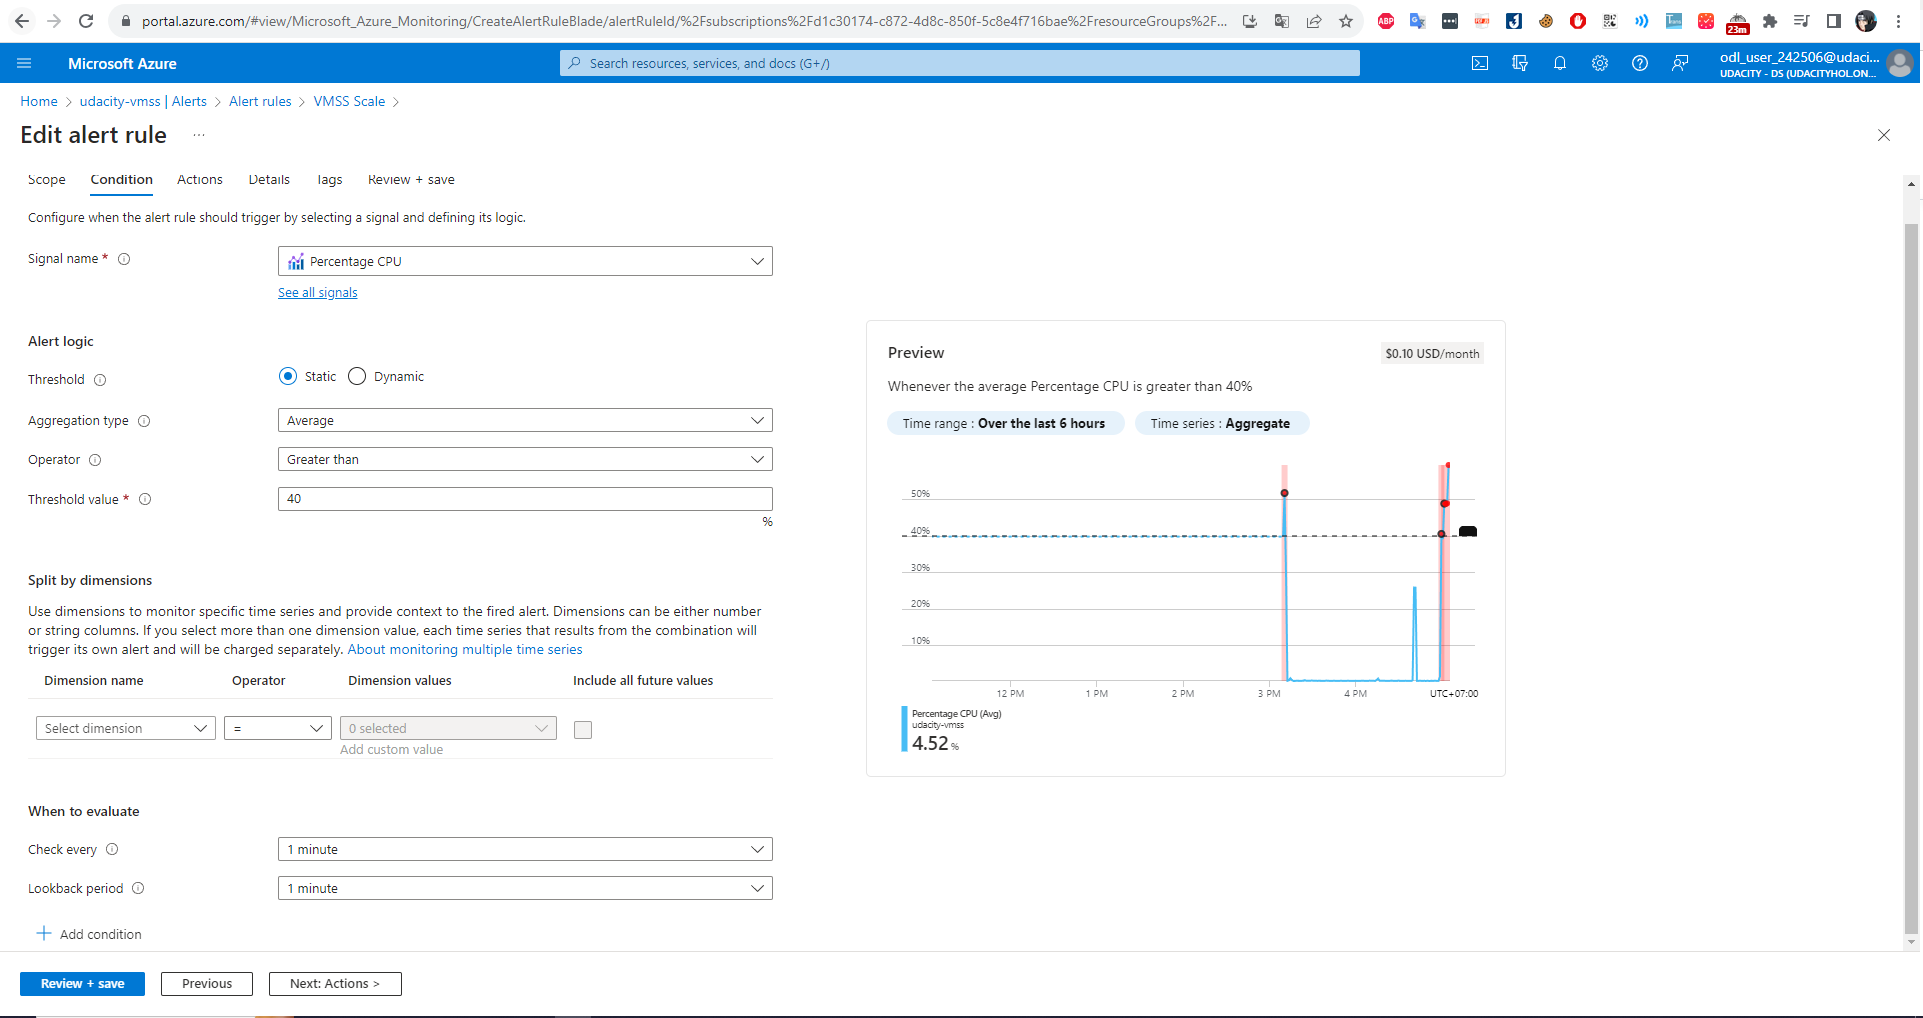 portal.azure.com/#view/Microsoft_Azure_Monitoring/CreateAlertRuleBlade/alertRuleId/%2Fsubscriptions%2Fd1c30174-c872-4d8c-850f-5c8e4f716bae%2FresourceGroups%2F...
ABP
23m
Microsoft Azure
Search resources, services, and docs (G+/)
odl_user_242506@udaci...
UDACITY - DS (UDACITYHOL.ON...
Home > udacity-vmss | Alerts > Alert rules > VMSS Scale >
Edit alert rule ...
Scope Condition Actions Details Tags Review + save
Configure when the alert rule should trigger by selecting a signal and defining its logic.
Signal name *
Percentage CPU
See all signals
Alert logic
Threshold
Static Dynamic
Aggregation type
Average
Operator
Greater than
Threshold value *
40
%
Split by dimensions
Use dimensions to monitor specific time series and provide context to the fired alert. Dimensions can be either number
or string columns. If you select more than one dimension value, each time series that results from the combination will
trigger its own alert and will be charged separately. About monitoring multiple time series
Dimension name Operator Dimension values Include all future values
Select dimension = 0 selected
Add custom value
When to evaluate
Check every
1 minute
Lookback period
1 minute
+ Add condition
Review + save Previous Next: Actions >
Preview
$0.10 USD/month
Whenever the average Percentage CPU is greater than 40%
Time range : Over the last 6 hours Time series : Aggregate
50%
40%
30%
20%
10%
12 PM 1 PM 2 PM 3 PM 4 PM UTC+07:00
Percentage CPU (Avg)
udacity-vmss
4.52 %